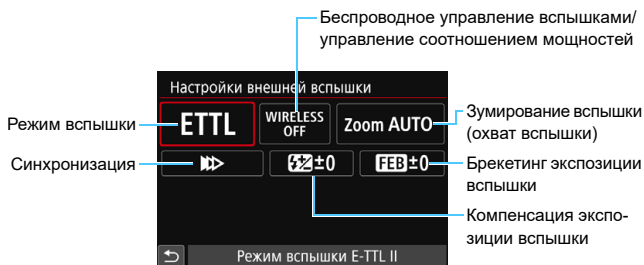 Беспроводное управление вспышками/
управление соотношением мощностей
Настройки внешней вспышки
Режим вспышки
ETTL
WIRELESS
OFF
Zoom AUTO
Зумирование вспышки
(охват вспышки)
Синхронизация
±0
FEB±0
Брекетинг экспозиции
вспышки
Компенсация экспо-
зиции вспышки
Режим вспышки E-TTL II